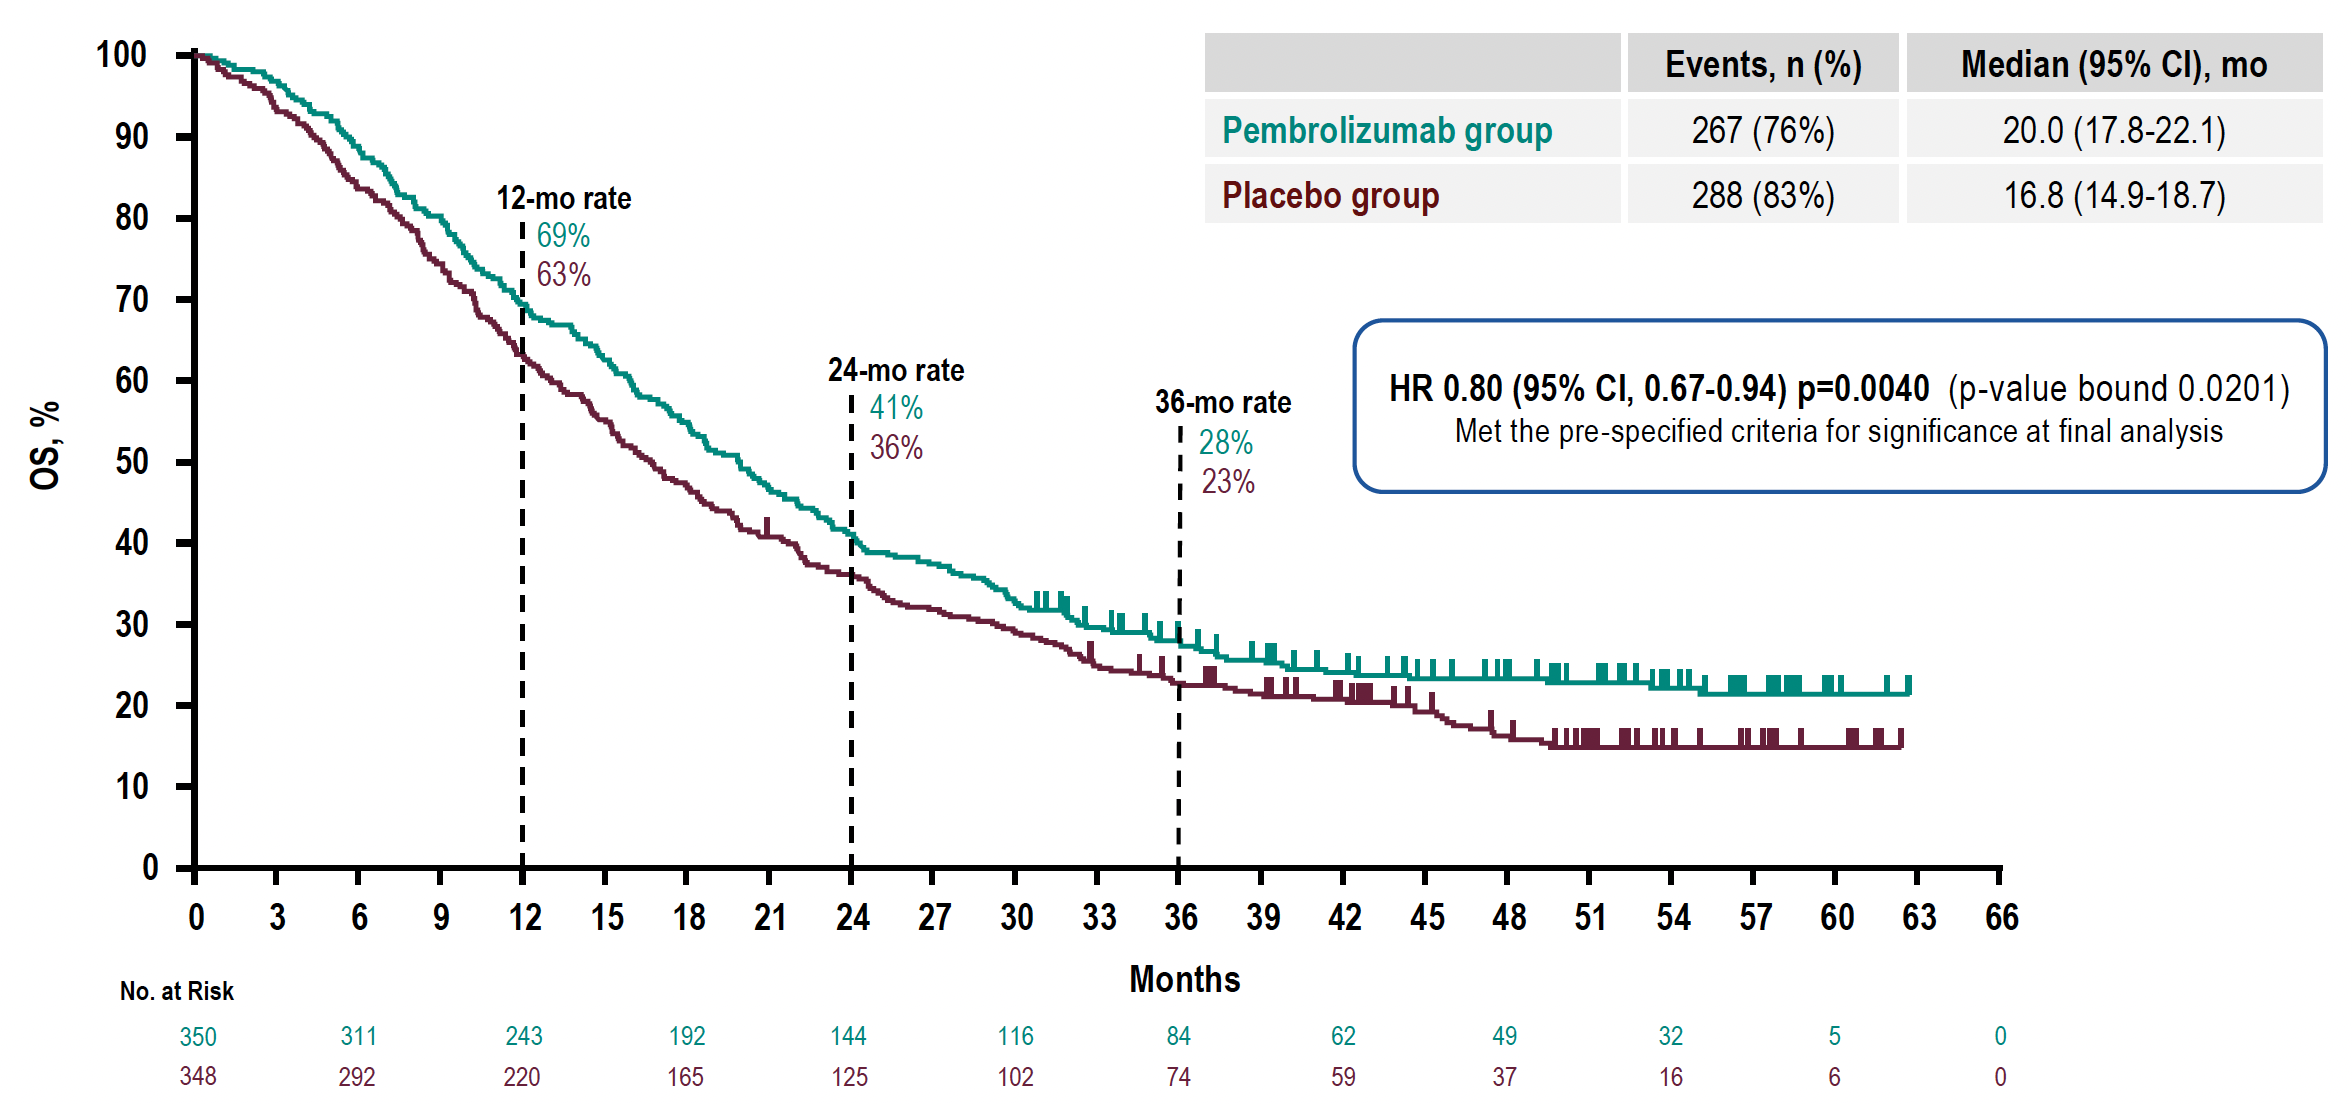 Events, n (%) Median (95% CI), mo
Pembrolizumab group 267 (76%) 20.0 (17.8-22.1)
Placebo group 288 (83%) 16.8 (14.9-18.7)
HR 0.80 (95% CI, 0.67-0.94) p=0.0040 (p-value bound 0.0201)
Met the pre-specified criteria for significance at final analysis
12-mo rate
69%
63%
24-mo rate
41%
36%
36-mo rate
28%
23%
OS, %
100
90
80
70
60
50
40
30
20
10
0
0 3 6 9 12 15 18 21 24 27 30 33 36 39 42 45 48 51 54 57 60 63 66
Months
No. at Risk
350 311 243 192 144 116 84 62 49 32 5 0
348 292 220 165 125 102 74 59 37 16 6 0